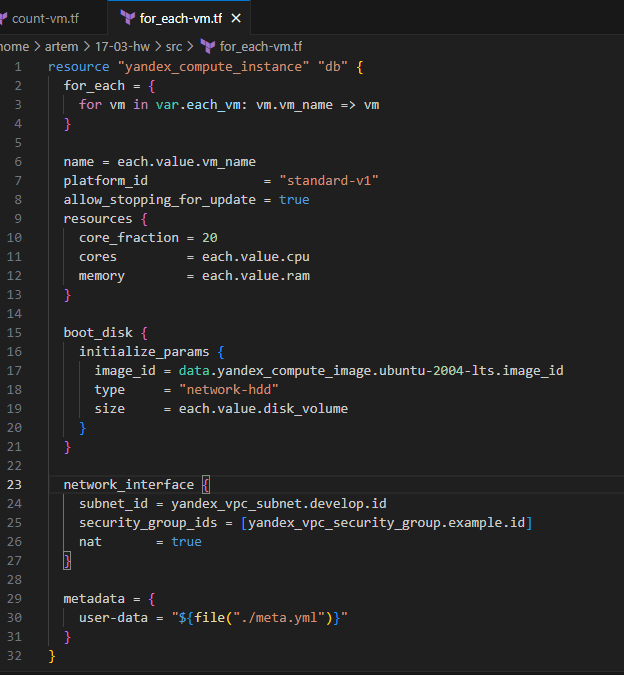 count-vm.tf for_each-vm.tf ×
home > artem > 17-03-hw > src > for_each-vm.tf
1 resource "yandex_compute_instance" "db" {
2   for_each = {
3     for vm in var.each_vm: vm.vm_name => vm
4   }
5
6   name = each.value.vm_name
7   platform_id               = "standard-v1"
8   allow_stopping_for_update = true
9   resources {
10     core_fraction = 20
11     cores         = each.value.cpu
12     memory        = each.value.ram
13   }
14
15   boot_disk {
16     initialize_params {
17       image_id = data.yandex_compute_image.ubuntu-2004-lts.image_id
18       type     = "network-hdd"
19       size     = each.value.disk_volume
20     }
21   }
22
23   network_interface {
24     subnet_id = yandex_vpc_subnet.develop.id
25     security_group_ids = [yandex_vpc_security_group.example.id]
26     nat       = true
27   }
28
29   metadata = {
30     user-data = "${file("./meta.yml")}"
31   }
32 }